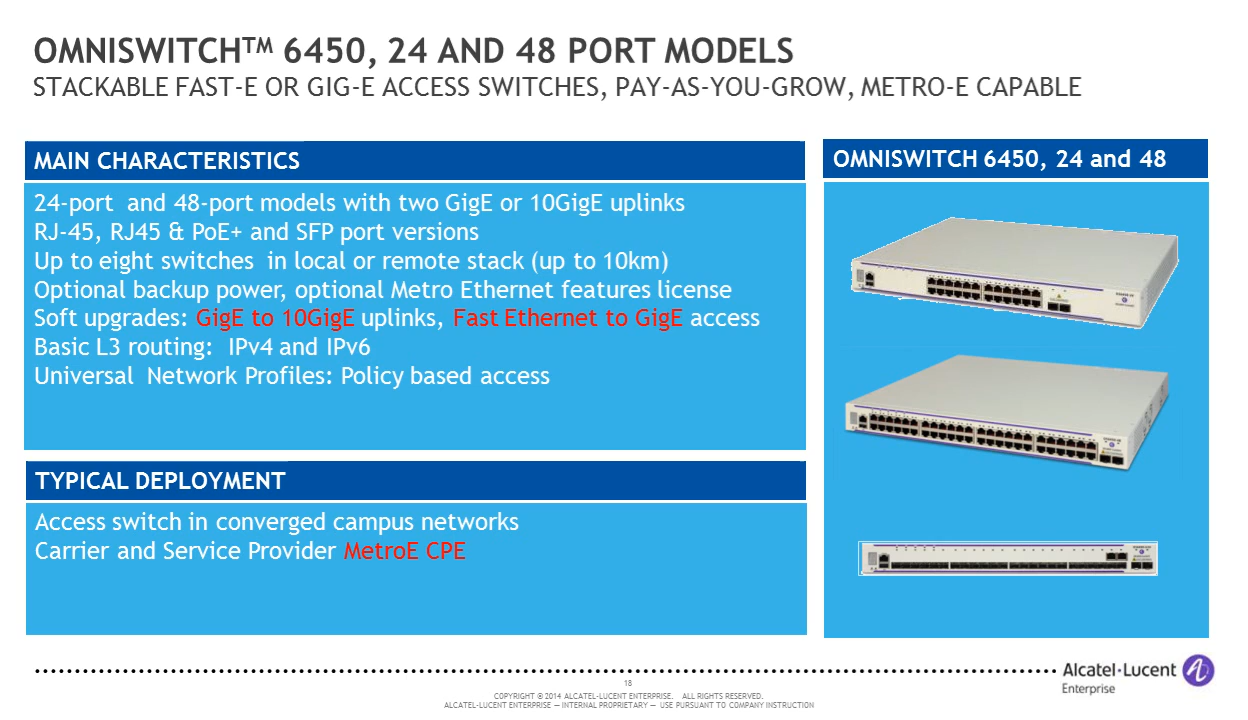 OMNISWITCH™ 6450, 24 AND 48 PORT MODELS
STACKABLE FAST-E OR GIG-E ACCESS SWITCHES, PAY-AS-YOU-GROW, METRO-E CAPABLE
MAIN CHARACTERISTICS
24-port and 48-port models with two GigE or 10GigE uplinks
RJ-45, RJ45 & PoE+ and SFP port versions
Up to eight switches in local or remote stack (up to 10km)
Optional backup power, optional Metro Ethernet features license
Soft upgrades: GigE to 10GigE uplinks, Fast Ethernet to GigE access
Basic L3 routing: IPv4 and IPv6
Universal Network Profiles: Policy based access
TYPICAL DEPLOYMENT
Access switch in converged campus networks
Carrier and Service Provider MetroE CPE
OMNISWITCH 6450, 24 and 48
Alcatel·Lucent
Enterprise
18
COPYRIGHT © 2014 ALCATEL-LUCENT ENTERPRISE. ALL RIGHTS RESERVED.
ALCATEL-LUCENT ENTERPRISE — INTERNAL PROPRIETARY — USE PURSUANT TO COMPANY INSTRUCTION